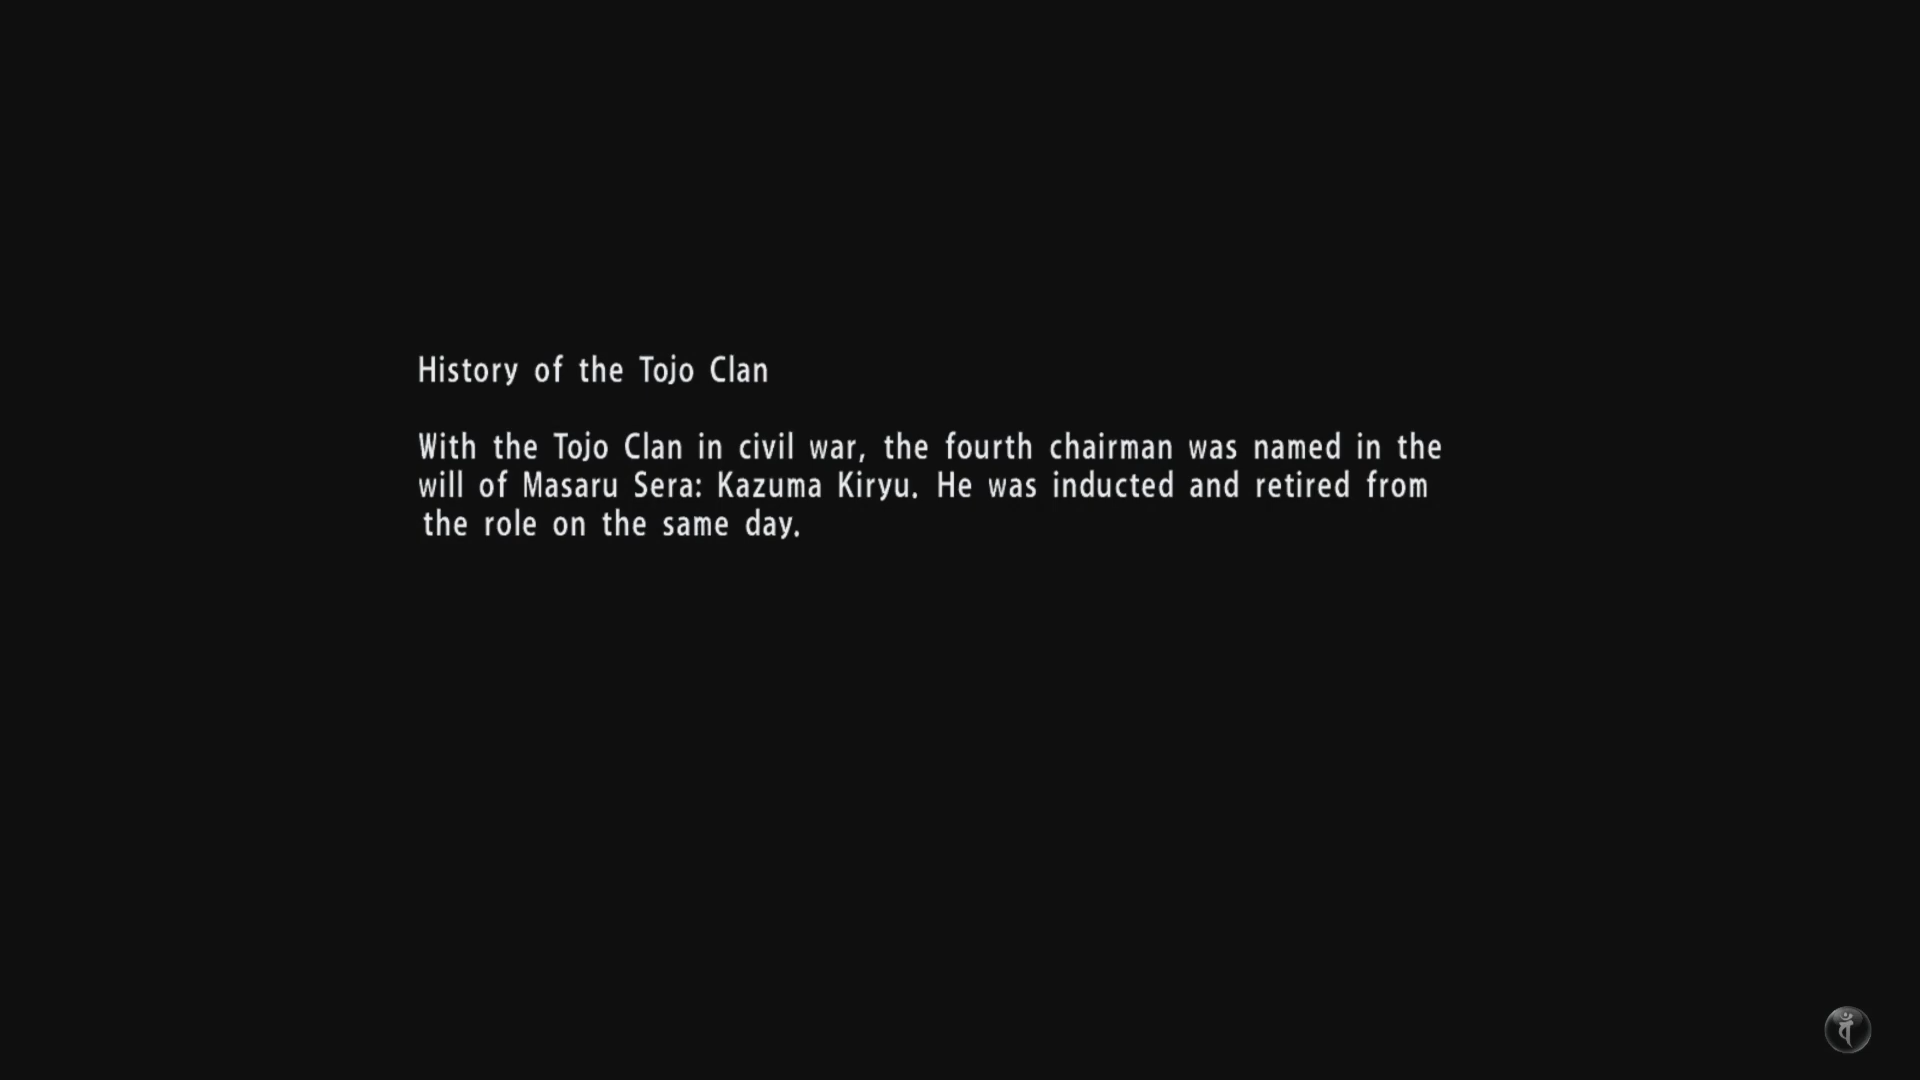 History of the Tojo Clan
With the Tojo Clan in civil war, the fourth chairman was named in the
will of Masaru Sera: Kazuma Kiryu. He was inducted and retired from
the role on the same day.